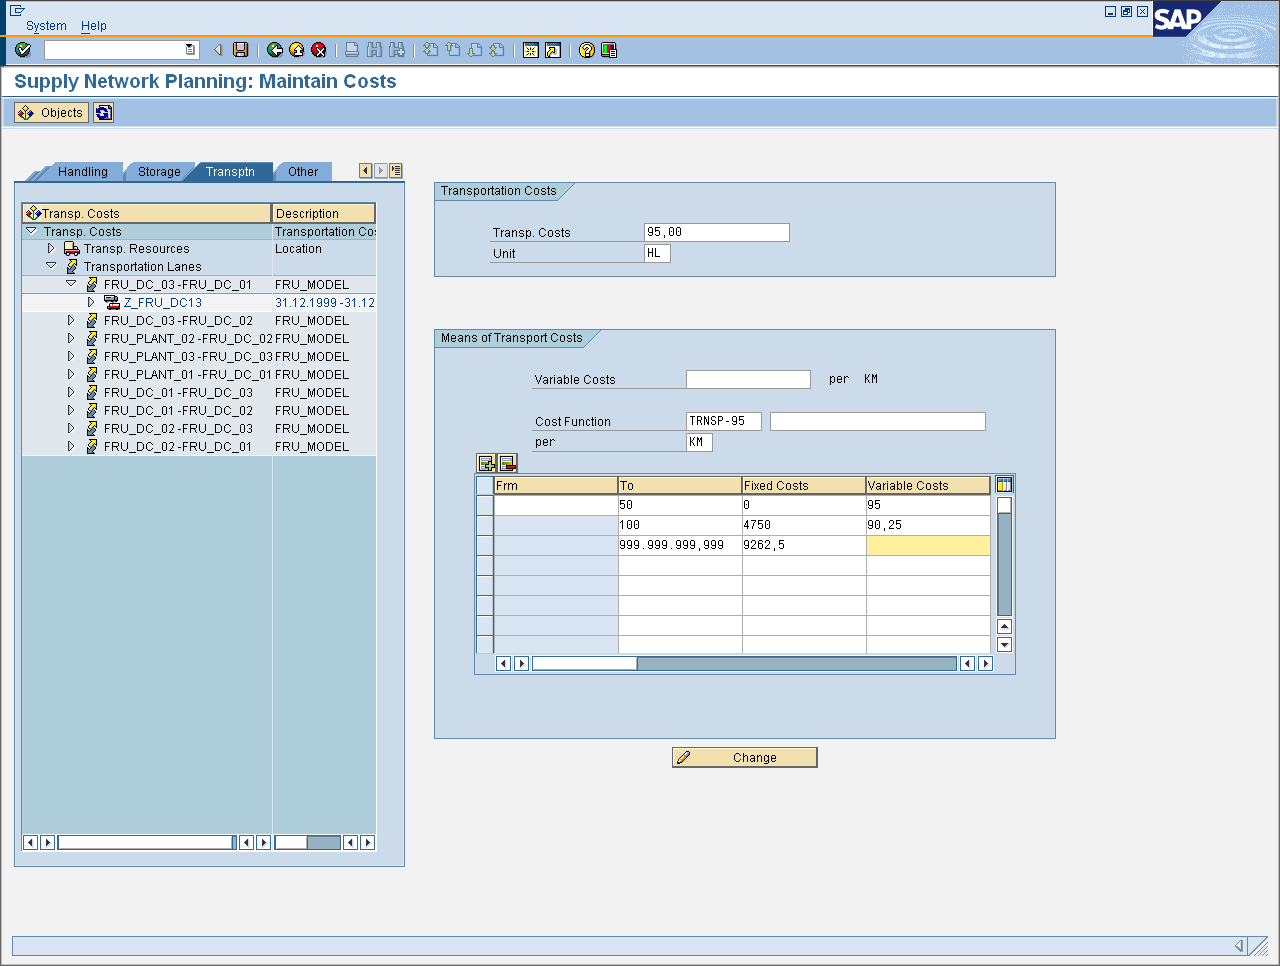 System Help
SAP
Supply Network Planning: Maintain Costs
Objects
Handling Storage Transptn Other
Transp. Costs Description
Transp. Costs Transportation Cos
Transp. Resources Location
Transportation Lanes
FRU_DC_03 -FRU_DC_01 FRU_MODEL
Z_FRU_DC13 31.12.1999 -31.12
FRU_DC_03 -FRU_DC_02 FRU_MODEL
FRU_PLANT_02 -FRU_DC_02 FRU_MODEL
FRU_PLANT_03 -FRU_DC_03 FRU_MODEL
FRU_PLANT_01 -FRU_DC_01 FRU_MODEL
FRU_DC_01 -FRU_DC_03 FRU_MODEL
FRU_DC_01 -FRU_DC_02 FRU_MODEL
FRU_DC_02 -FRU_DC_03 FRU_MODEL
FRU_DC_02 -FRU_DC_01 FRU_MODEL
Transportation Costs
Transp. Costs 95,00
Unit HL
Means of Transport Costs
Variable Costs per KM
Cost Function TRNSP-95
per KM
Frm To Fixed Costs Variable Costs
50 0 95
100 4750 90,25
999.999.999,999 9262,5
Change